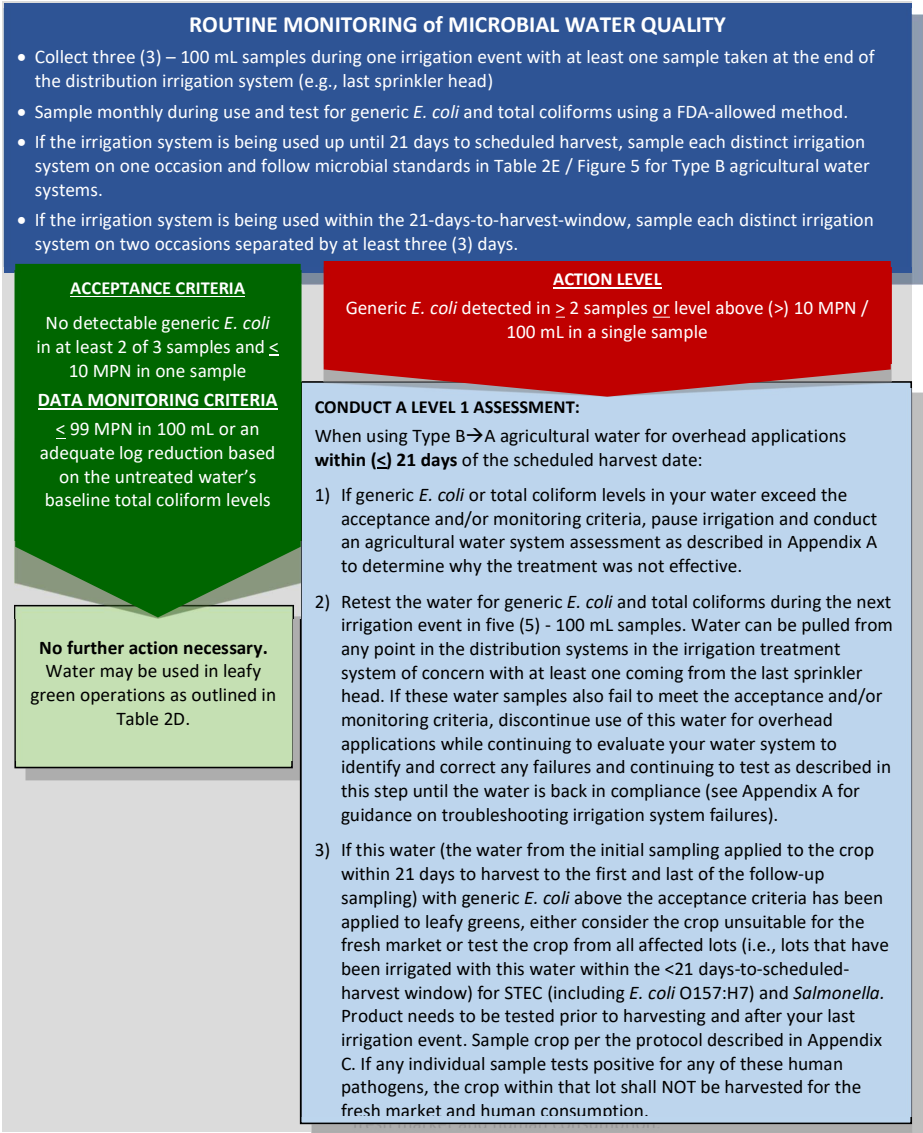 ROUTINE MONITORING of MICROBIAL WATER QUALITY
• Collect three (3) – 100 mL samples during one irrigation event with at least one sample taken at the end of
the distribution irrigation system (e.g., last sprinkler head)
• Sample monthly during use and test for generic E. coli and total coliforms using a FDA-allowed method.
• If the irrigation system is being used up until 21 days to scheduled harvest, sample each distinct irrigation
system on one occasion and follow microbial standards in Table 2E / Figure 5 for Type B agricultural water
systems.
• If the irrigation system is being used within the 21-days-to-harvest-window, sample each distinct irrigation
system on two occasions separated by at least three (3) days.
ACCEPTANCE CRITERIA
No detectable generic E. coli
in at least 2 of 3 samples and ≤
10 MPN in one sample
DATA MONITORING CRITERIA
≤ 99 MPN in 100 mL or an
adequate log reduction based
on the untreated water's
baseline total coliform levels
No further action necessary.
Water may be used in leafy
green operations as outlined in
Table 2D.
ACTION LEVEL
Generic E. coli detected in ≥ 2 samples or level above (>) 10 MPN /
100 mL in a single sample
CONDUCT A LEVEL 1 ASSESSMENT:
When using Type B→A agricultural water for overhead applications
within (≤) 21 days of the scheduled harvest date:
1) If generic E. coli or total coliform levels in your water exceed the
acceptance and/or monitoring criteria, pause irrigation and conduct
an agricultural water system assessment as described in Appendix A
to determine why the treatment was not effective.
2) Retest the water for generic E. coli and total coliforms during the next
irrigation event in five (5) - 100 mL samples. Water can be pulled from
any point in the distribution systems in the irrigation treatment
system of concern with at least one coming from the last sprinkler
head. If these water samples also fail to meet the acceptance and/or
monitoring criteria, discontinue use of this water for overhead
applications while continuing to evaluate your water system to
identify and correct any failures and continuing to test as described in
this step until the water is back in compliance (see Appendix A for
guidance on troubleshooting irrigation system failures).
3) If this water (the water from the initial sampling applied to the crop
within 21 days to harvest to the first and last of the follow-up
sampling) with generic E. coli above the acceptance criteria has been
applied to leafy greens, either consider the crop unsuitable for the
fresh market or test the crop from all affected lots (i.e., lots that have
been irrigated with this water within the <21 days-to-scheduled-
harvest window) for STEC (including E. coli O157:H7) and Salmonella.
Product needs to be tested prior to harvesting and after your last
irrigation event. Sample crop per the protocol described in Appendix
C. If any individual sample tests positive for any of these human
pathogens, the crop within that lot shall NOT be harvested for the
fresh market and human consumption.